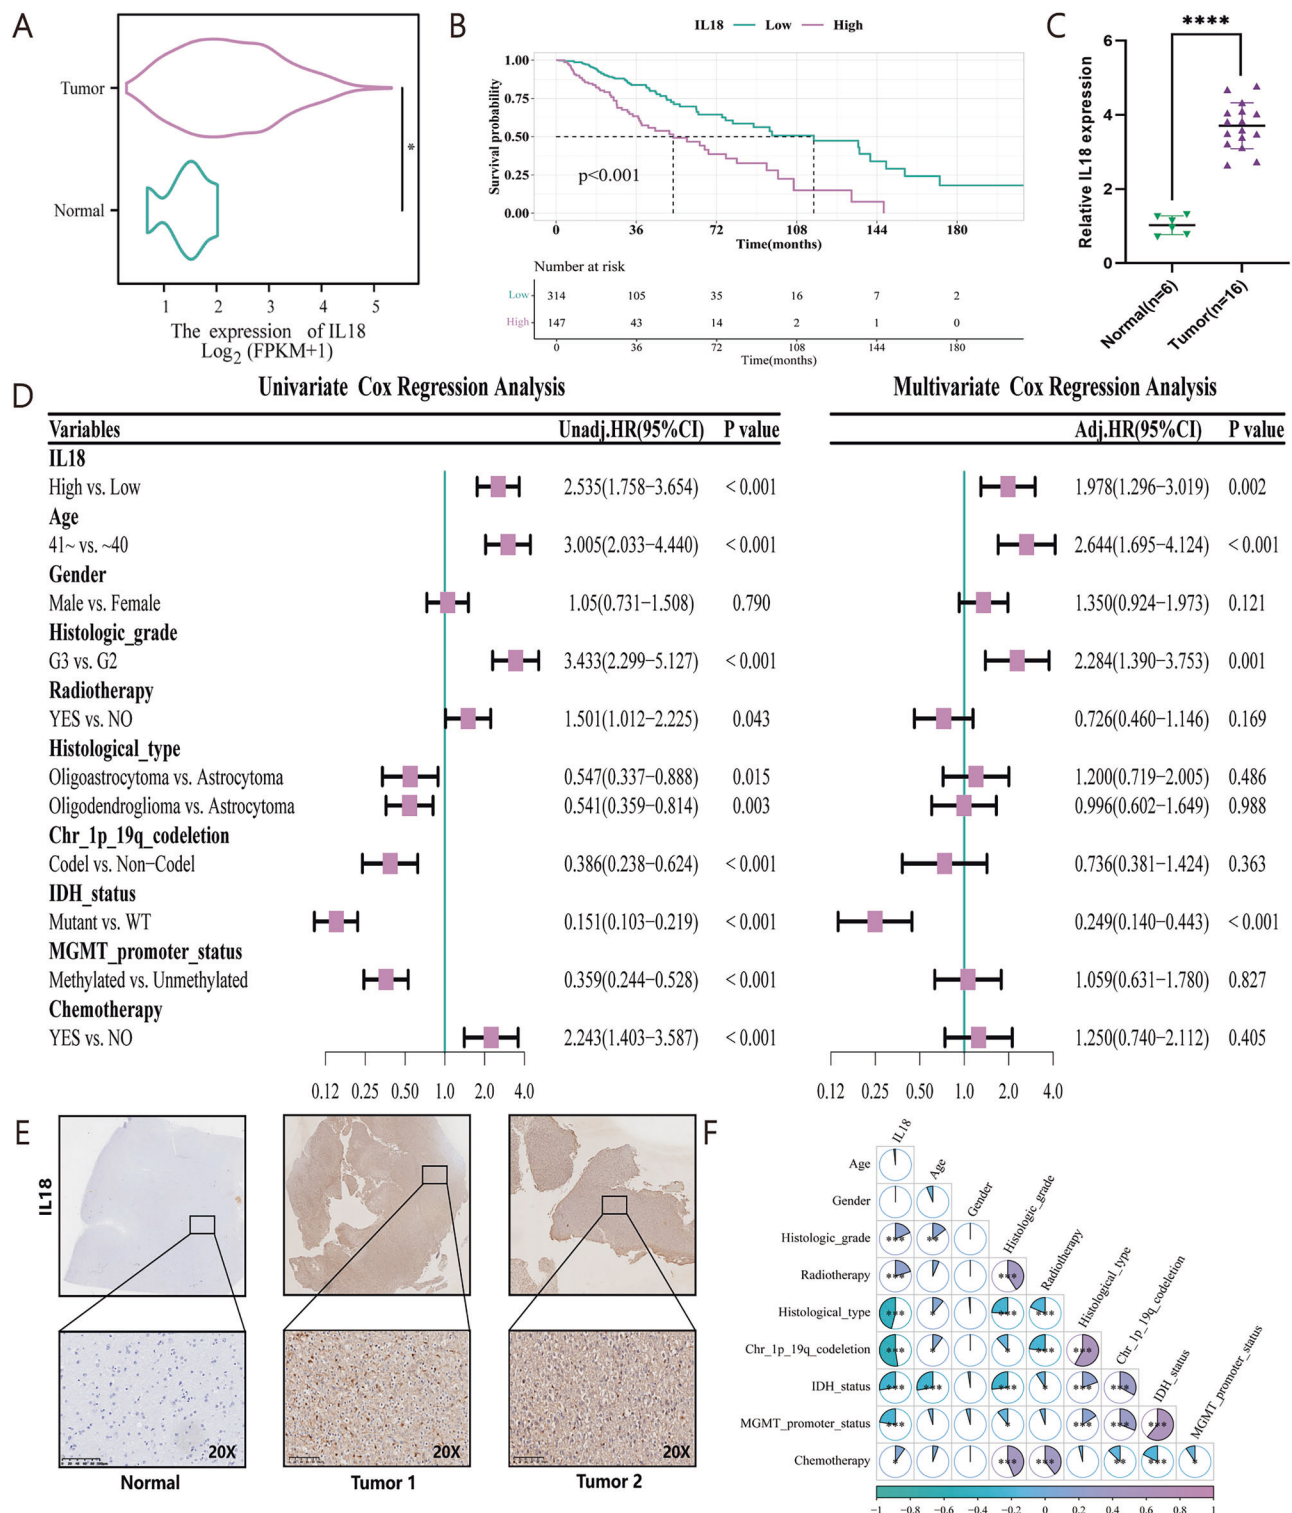 A
Tumor
Normal
*
1 2 3 4 5
The expression of IL18
Log2 (FPKM+1)
B
IL18 Low High
Survival probability
1.00
0.75
0.50
0.25
0.00
p<0.001
0 36 72 108 144 180
Time(months)
Number at risk
Low 314 105 35 16 7 2
High 147 43 14 2 1 0
0 36 72 108 144 180
Time(months)
C
****
Relative IL18 expression
6
4
2
0
Normal(n=6)
Tumor(n=16)
D
Univariate Cox Regression Analysis Multivariate Cox Regression Analysis
Variables Unadj.HR(95%CI) P value Adj.HR(95%CI) P value
IL18
High vs. Low 2.535(1.758−3.654) < 0.001 1.978(1.296−3.019) 0.002
Age
41~ vs. ~40 3.005(2.033−4.440) < 0.001 2.644(1.695−4.124) < 0.001
Gender
Male vs. Female 1.05(0.731−1.508) 0.790 1.350(0.924−1.973) 0.121
Histologic_grade
G3 vs. G2 3.433(2.299−5.127) < 0.001 2.284(1.390−3.753) 0.001
Radiotherapy
YES vs. NO 1.501(1.012−2.225) 0.043 0.726(0.460−1.146) 0.169
Histological_type
Oligoastrocytoma vs. Astrocytoma 0.547(0.337−0.888) 0.015 1.200(0.719−2.005) 0.486
Oligodendroglioma vs. Astrocytoma 0.541(0.359−0.814) 0.003 0.996(0.602−1.649) 0.988
Chr_1p_19q_codeletion
Codel vs. Non−Codel 0.386(0.238−0.624) < 0.001 0.736(0.381−1.424) 0.363
IDH_status
Mutant vs. WT 0.151(0.103−0.219) < 0.001 0.249(0.140−0.443) < 0.001
MGMT_promoter_status
Methylated vs. Unmethylated 0.359(0.244−0.528) < 0.001 1.059(0.631−1.780) 0.827
Chemotherapy
YES vs. NO 2.243(1.403−3.587) < 0.001 1.250(0.740−2.112) 0.405
0.12 0.25 0.50 1.0 2.0 4.0 0.12 0.25 0.50 1.0 2.0 4.0
E
IL18
20X 20X 20X
Normal Tumor 1 Tumor 2
F
IL18
Age
Gender
Histologic_grade
Radiotherapy
Histological_type
Chr_1p_19q_codeletion
IDH_status
MGMT_promoter_status
Age
Gender
Histologic_grade *** **
Radiotherapy *** ***
Histological_type *** * *** ***
Chr_1p_19q_codeletion *** * * *** ***
IDH_status *** *** *** * *** ***
MGMT_promoter_status *** * *** *** ***
Chemotherapy * *** *** ** *** *
−1 −0.8 −0.6 −0.4 −0.2 0 0.2 0.4 0.6 0.8 1